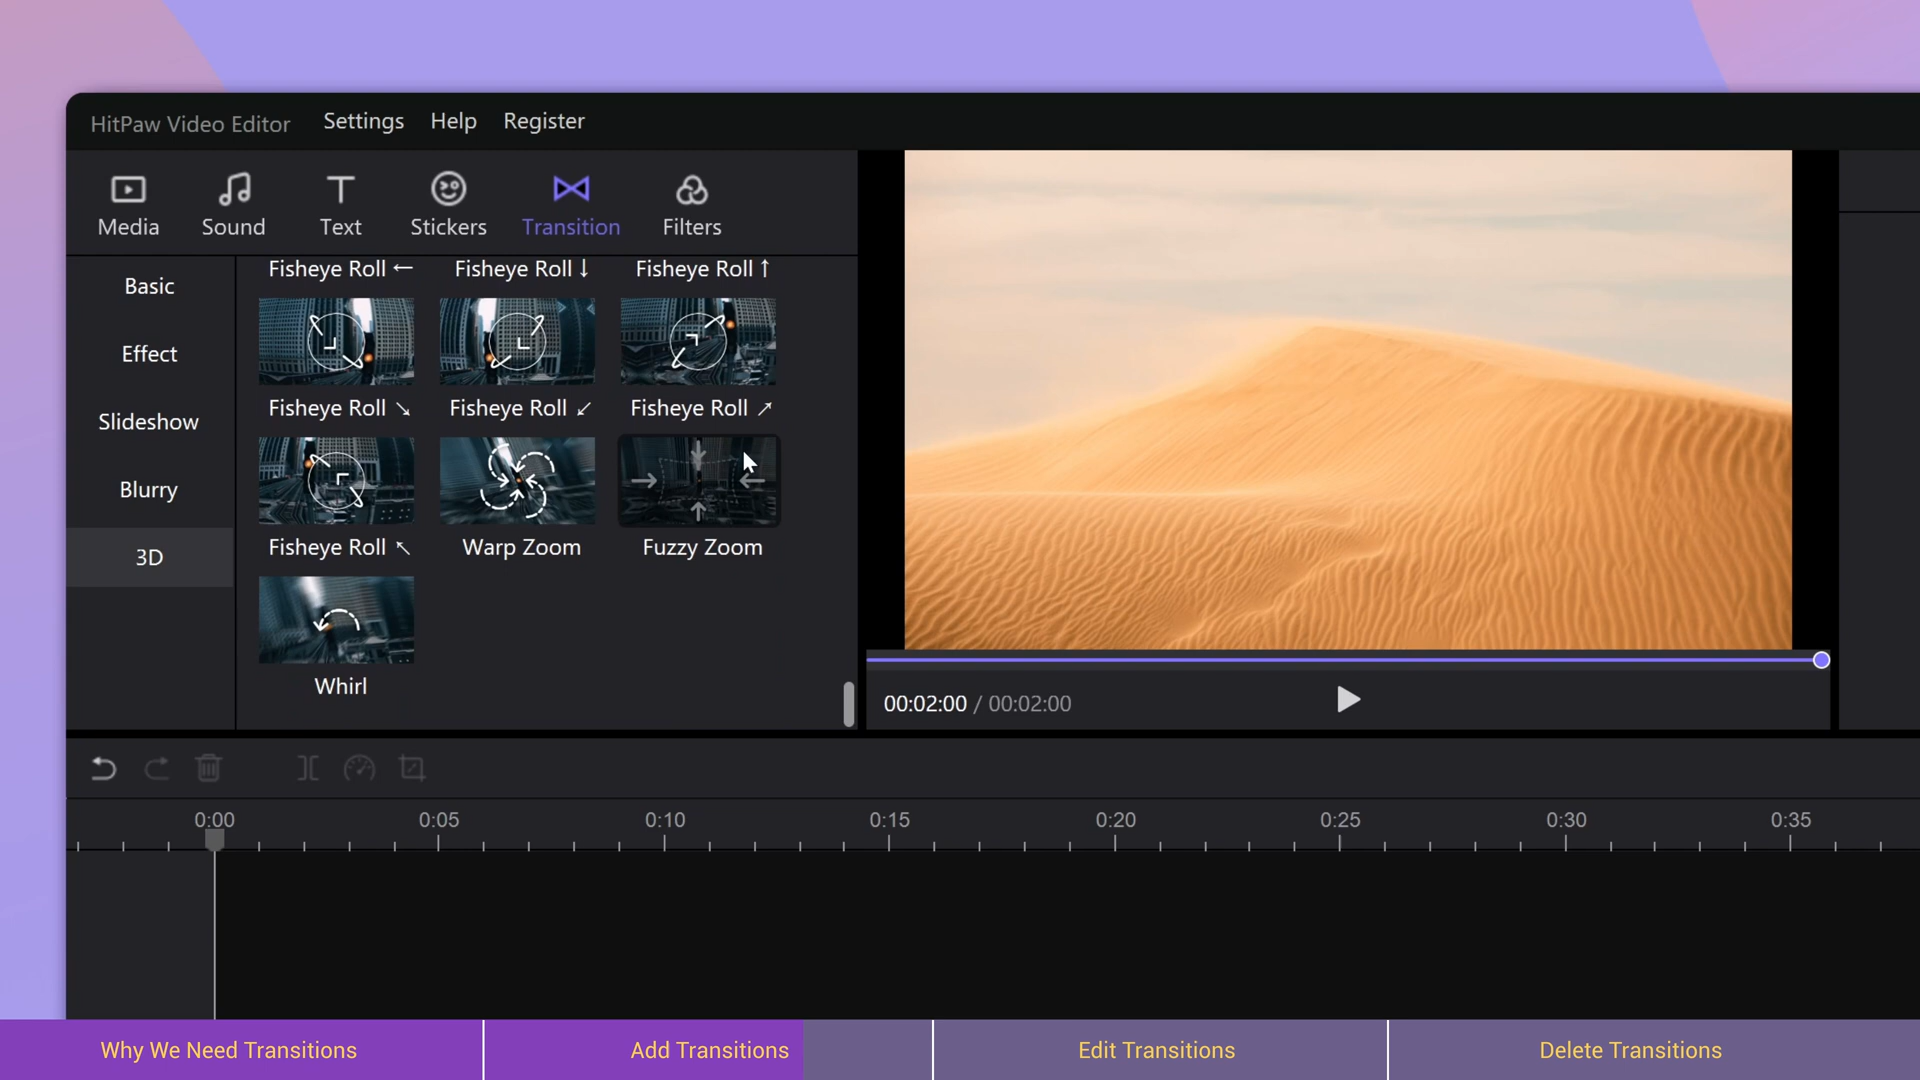 HitPaw Video Editor Settings Help Register
Media Sound Text Stickers Transition Filters
Basic
Effect
Slideshow
Blurry
3D
Fisheye Roll ← Fisheye Roll ↓ Fisheye Roll ↑
Fisheye Roll ↘ Fisheye Roll ↙ Fisheye Roll ↗
Fisheye Roll ↖ Warp Zoom Fuzzy Zoom
Whirl
00:02:00 / 00:02:00
0:00 0:05 0:10 0:15 0:20 0:25 0:30 0:35
Why We Need Transitions Add Transitions Edit Transitions Delete Transitions